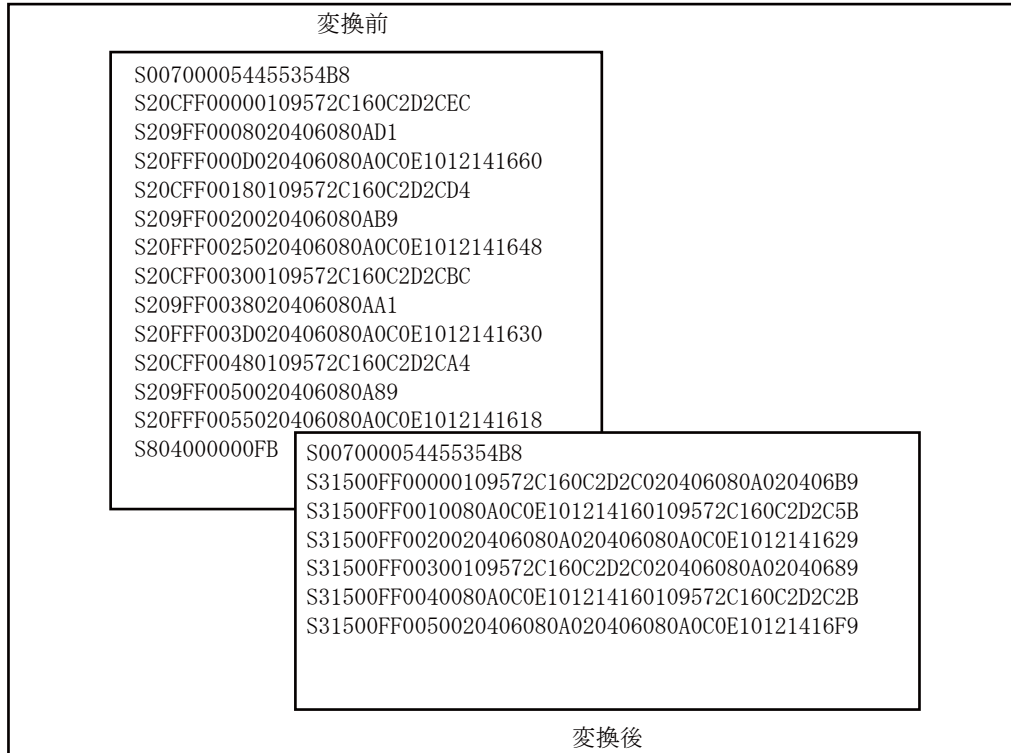 変換前
S007000054455354B8
S20CFF00000109572C160C2D2CEC
S209FF0008020406080AD1
S20FFF000D020406080A0C0E1012141660
S20CFF00180109572C160C2D2CD4
S209FF0020020406080AB9
S20FFF0025020406080A0C0E1012141648
S20CFF00300109572C160C2D2CBC
S209FF0038020406080AA1
S20FFF003D020406080A0C0E1012141630
S20CFF00480109572C160C2D2CA4
S209FF0050020406080A89
S20FFF0055020406080A0C0E1012141618
S804000000FB
S007000054455354B8
S31500FF00000109572C160C2D2C020406080A020406B9
S31500FF0010080A0C0E101214160109572C160C2D2C5B
S31500FF0020020406080A020406080A0C0E1012141629
S31500FF00300109572C160C2D2C020406080A02040689
S31500FF0040080A0C0E101214160109572C160C2D2C2B
S31500FF0050020406080A020406080A0C0E10121416F9
変換後